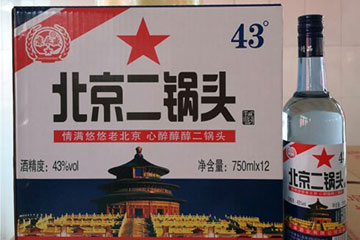 43°
北京二锅头
情满悠悠老北京 心醉醇醇二锅头
酒精度：43%vol
净含量：750mlx12
43°
北京二锅头